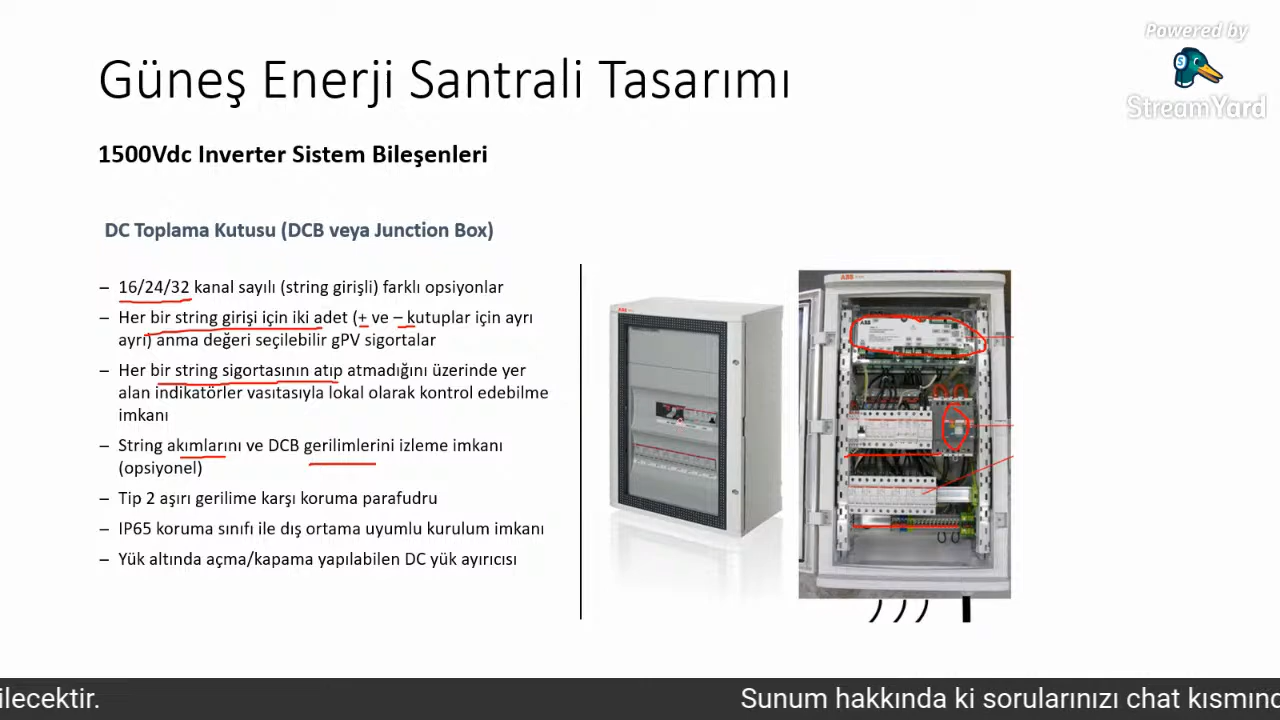 Powered by
StreamYard
Güneş Enerji Santrali Tasarımı
1500Vdc Inverter Sistem Bileşenleri
DC Toplama Kutusu (DCB veya Junction Box)
– 16/24/32 kanal sayılı (string girişli) farklı opsiyonlar
– Her bir string girişi için iki adet (+ ve – kutuplar için ayrı
ayrı) anma değeri seçilebilir gPV sigortalar
– Her bir string sigortasının atıp atmadığını üzerinde yer
alan indikatörler vasıtasıyla lokal olarak kontrol edebilme
imkanı
– String akımlarını ve DCB gerilimlerini izleme imkanı
(opsiyonel)
– Tip 2 aşırı gerilime karşı koruma parafudru
– IP65 koruma sınıfı ile dış ortama uyumlu kurulum imkanı
– Yük altında açma/kapama yapılabilen DC yük ayırıcısı
ABB
ABB
ABB
ilecektir.
Sunum hakkında ki sorularınızı chat kısmınd